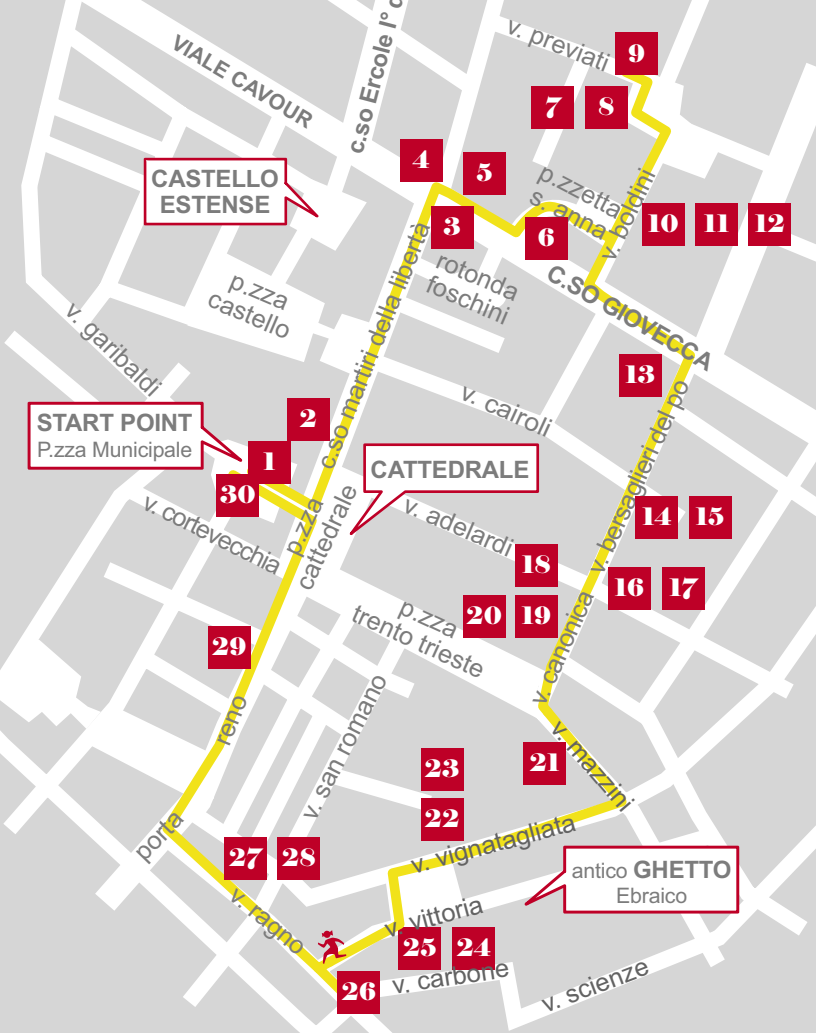 v. previati
9
VIALE CAVOUR
c.so Ercole I° d
7
8
4
5
CASTELLO
ESTENSE
p.zzetta
s. anna
v. boldini
3
6
10
11
12
rotonda
foschini
p.zza
castello
C.SO GIOVECCA
v. garibaldi
c.so martiri della libertà
13
v. cairoli
2
START POINT
P.zza Municipale
1
30
CATTEDRALE
v. bersaglieri del po
v. cortevecchia
p.zza
cattedrale
v. adelardi
14
15
18
16
17
p.zza
trento trieste
20
19
v. canonica
29
reno
v. san romano
v. mazzini
21
23
22
porta
v. vignatagliata
27
28
antico GHETTO
Ebraico
v. ragno
v. vittoria
25
24
v. carbone
26
v. scienze